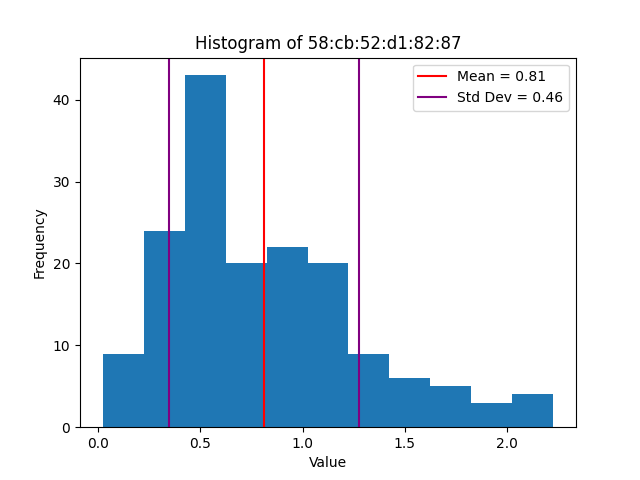 Histogram of 58:cb:52:d1:82:87
Mean = 0.81
Std Dev = 0.46
Frequency
40
30
20
10
0
0.0 0.5 1.0 1.5 2.0
Value